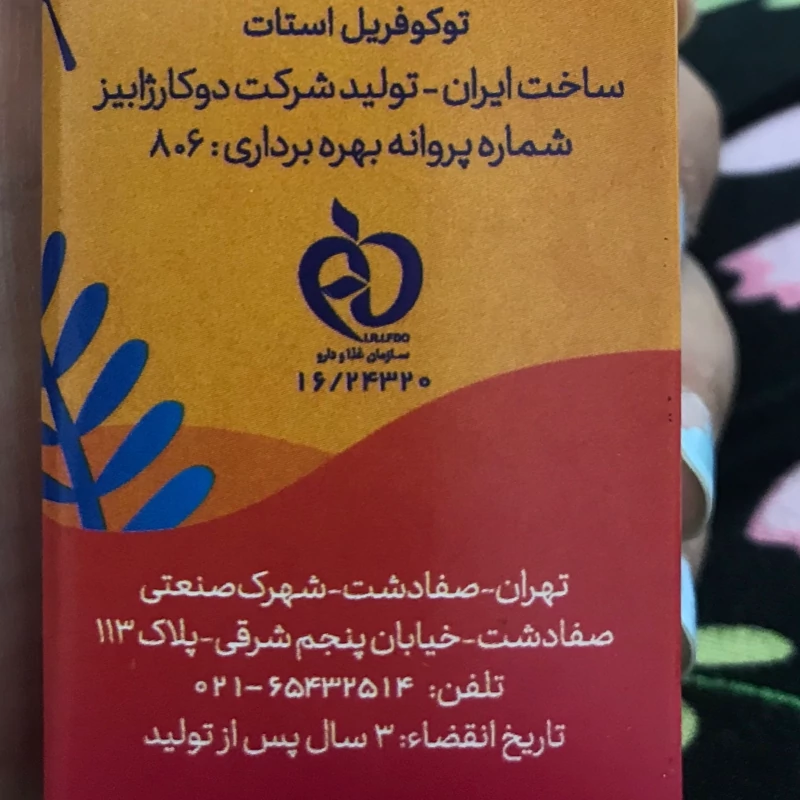 توکوفریل استات
ساخت ایران - تولید شرکت دوکارژابیز
شماره پروانه بهره برداری: ۸۰۶
I.R.I.FDO
سازمان غذا و دارو
۱۶/۲۴۳۲۰
تهران-صفادشت-شهرک صنعتی
صفادشت-خیابان پنجم شرقی-پلاک ۱۱۳
تلفن: ۰۲۱-۶۵۴۳۲۵۱۴
تاریخ انقضاء: ۳ سال پس از تولید